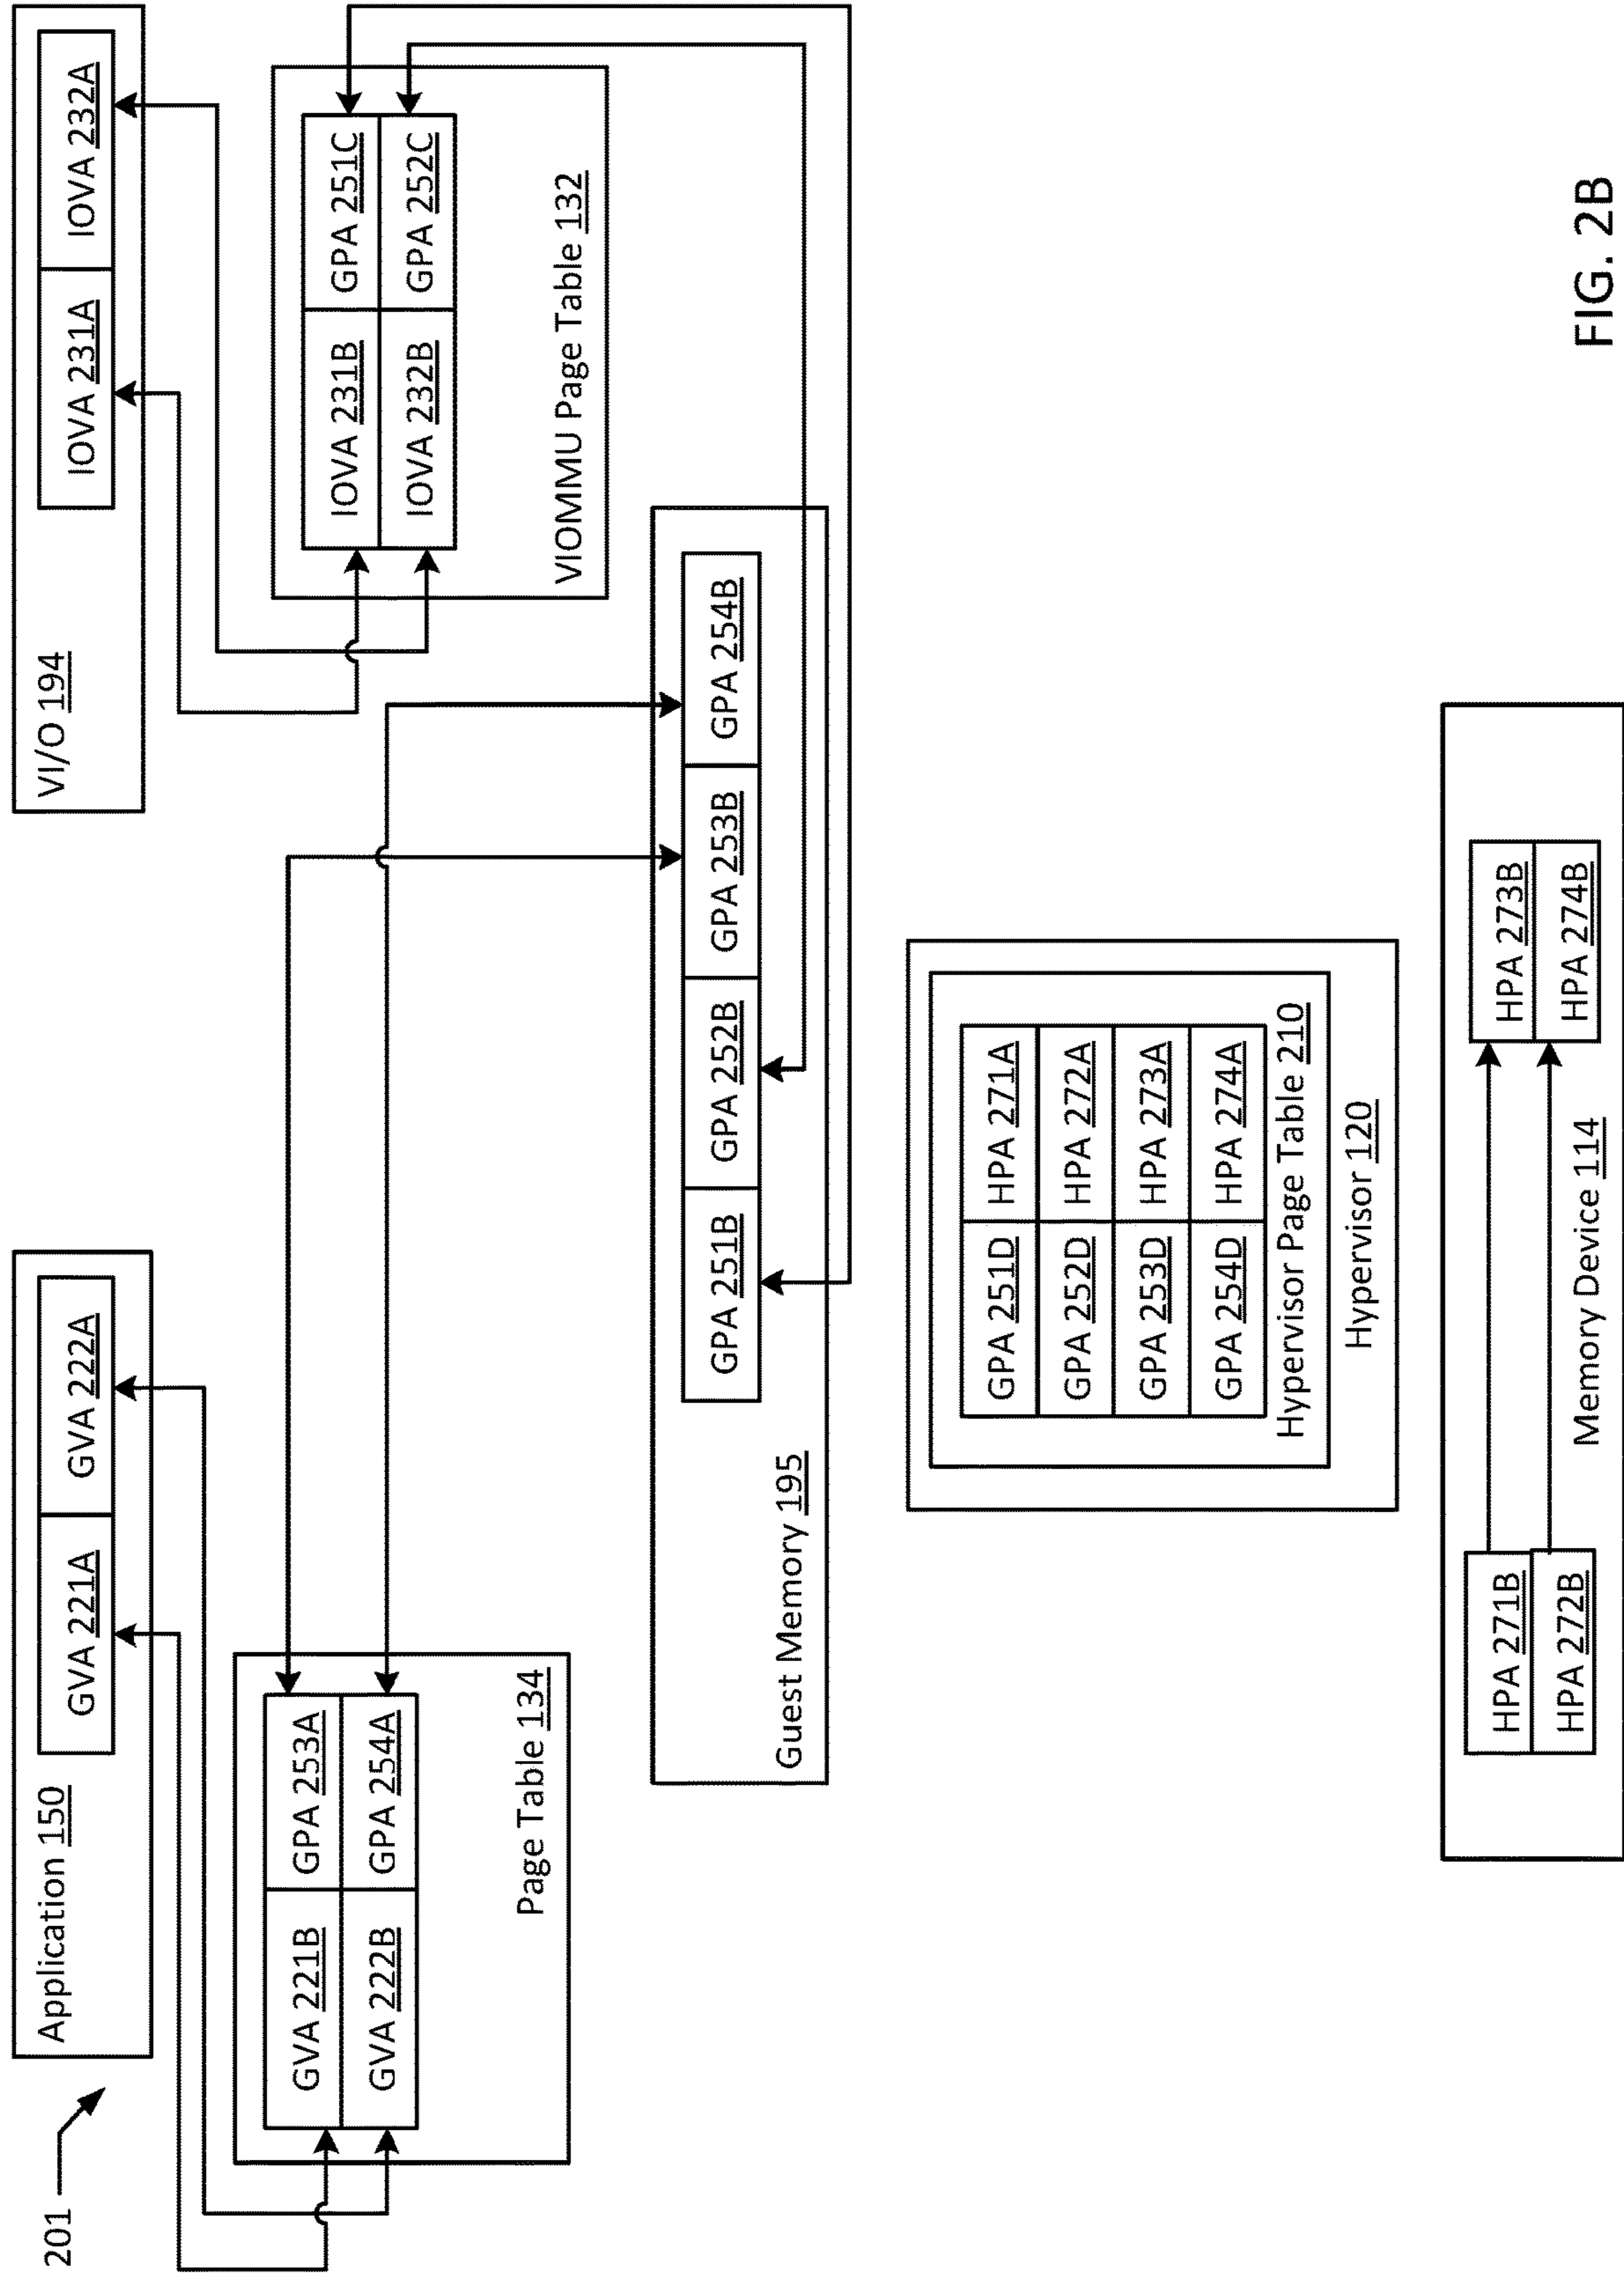 201
Application 150
GVA 221A
GVA 222A
VI/O 194
IOVA 231A
IOVA 232A
GVA 221B
GPA 253A
GVA 222B
GPA 254A
Page Table 134
IOVA 231B
GPA 251C
IOVA 232B
GPA 252C
VIOMMU Page Table 132
GPA 251B
GPA 252B
GPA 253B
GPA 254B
Guest Memory 195
GPA 251D
HPA 271A
GPA 252D
HPA 272A
GPA 253D
HPA 273A
GPA 254D
HPA 274A
Hypervisor Page Table 210
Hypervisor 120
HPA 271B
HPA 273B
HPA 272B
HPA 274B
Memory Device 114
FIG. 2B